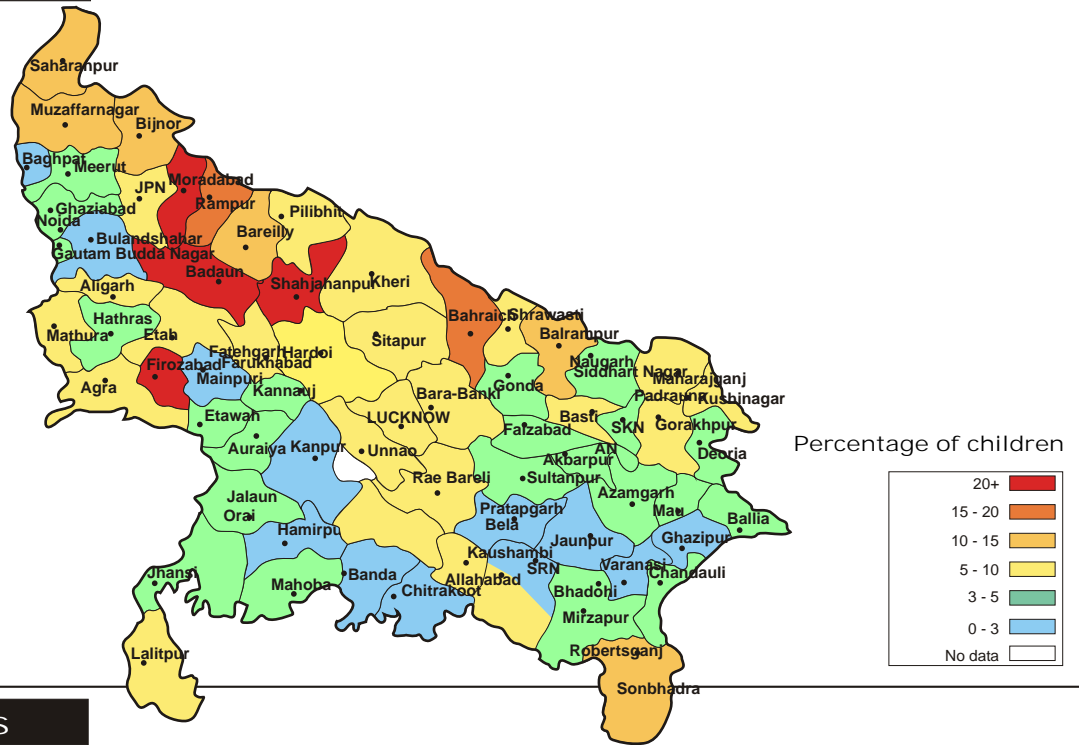 Saharanpur
Muzaffarnagar
Bijnor
Baghpat
Meerut
Moradabad
JPN
Rampur
Ghaziabad
Noida
Pilibhit
Bareilly
Bulandshahar
Gautam Budda Nagar
Badaun
Shahjahanpur
Kheri
Aligarh
Hathras
Mathura
Etah
Bahraich
Shrawasti
Balrampur
Sitapur
Fatehgarh
Hardoi
Farukhabad
Firozabad
Mainpuri
Naugarh
Siddhart Nagar
Maharajganj
Agra
Kannauj
Bara-Banki
Gonda
Padrauna
Kushinagar
Etawah
LUCKNOW
Basti
Faizabad
SKN
Gorakhpur
Auraiya
Kanpur
Unnao
AN
Akbarpur
Deoria
Percentage of children
Rae Bareli
Sultanpur
20+
Jalaun
Orai
Azamgarh
Mau
15 - 20
Pratapgarh
Bela
Ballia
Hamirpu
Jaunpur
Ghazipur
10 - 15
Kaushambi
SRN
Varanasi
5 - 10
Jhansi
Mahoba
Banda
Chitrakoot
Allahabad
Bhadohi
Chandauli
3 - 5
Mirzapur
0 - 3
Lalitpur
Robertsganj
No data
Sonbhadra
S